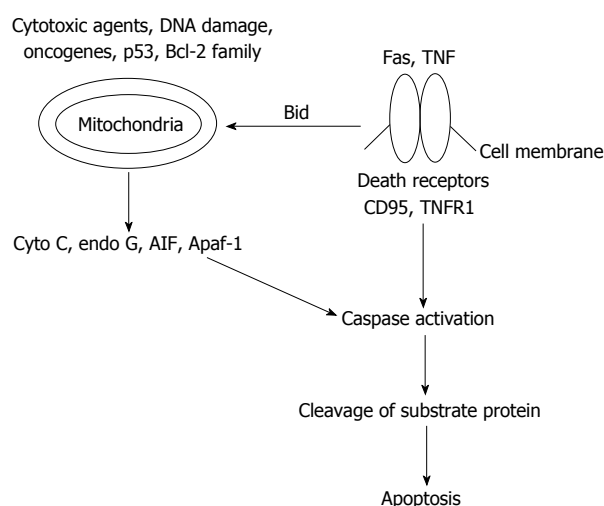 Cytotoxic agents, DNA damage,
oncogenes, p53, Bcl-2 family
Fas, TNF
Mitochondria
Bid
Cell membrane
Death receptors
CD95, TNFR1
Cyto C, endo G, AIF, Apaf-1
Caspase activation
Cleavage of substrate protein
Apoptosis